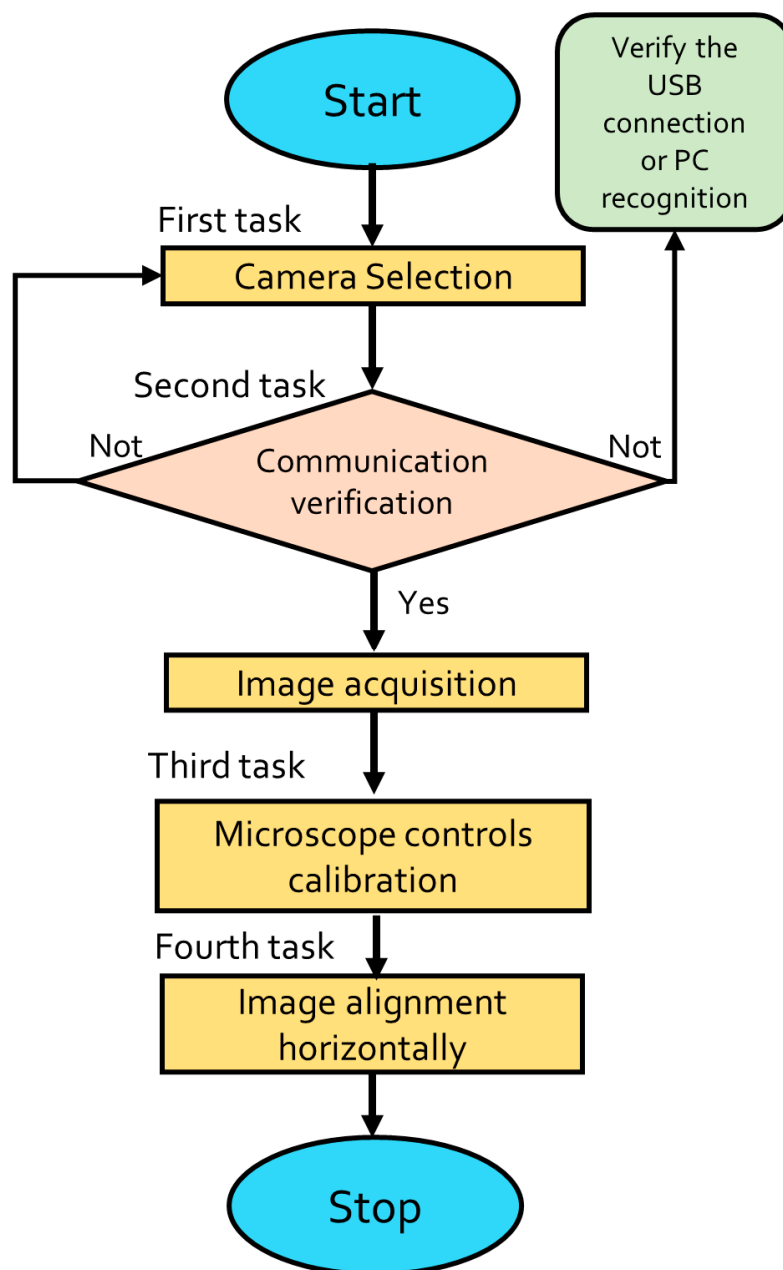 Start
Verify the
USB
connection
or PC
recognition
First task
Camera Selection
Second task
Not
Communication
verification
Not
Yes
Image acquisition
Third task
Microscope controls
calibration
Fourth task
Image alignment
horizontally
Stop